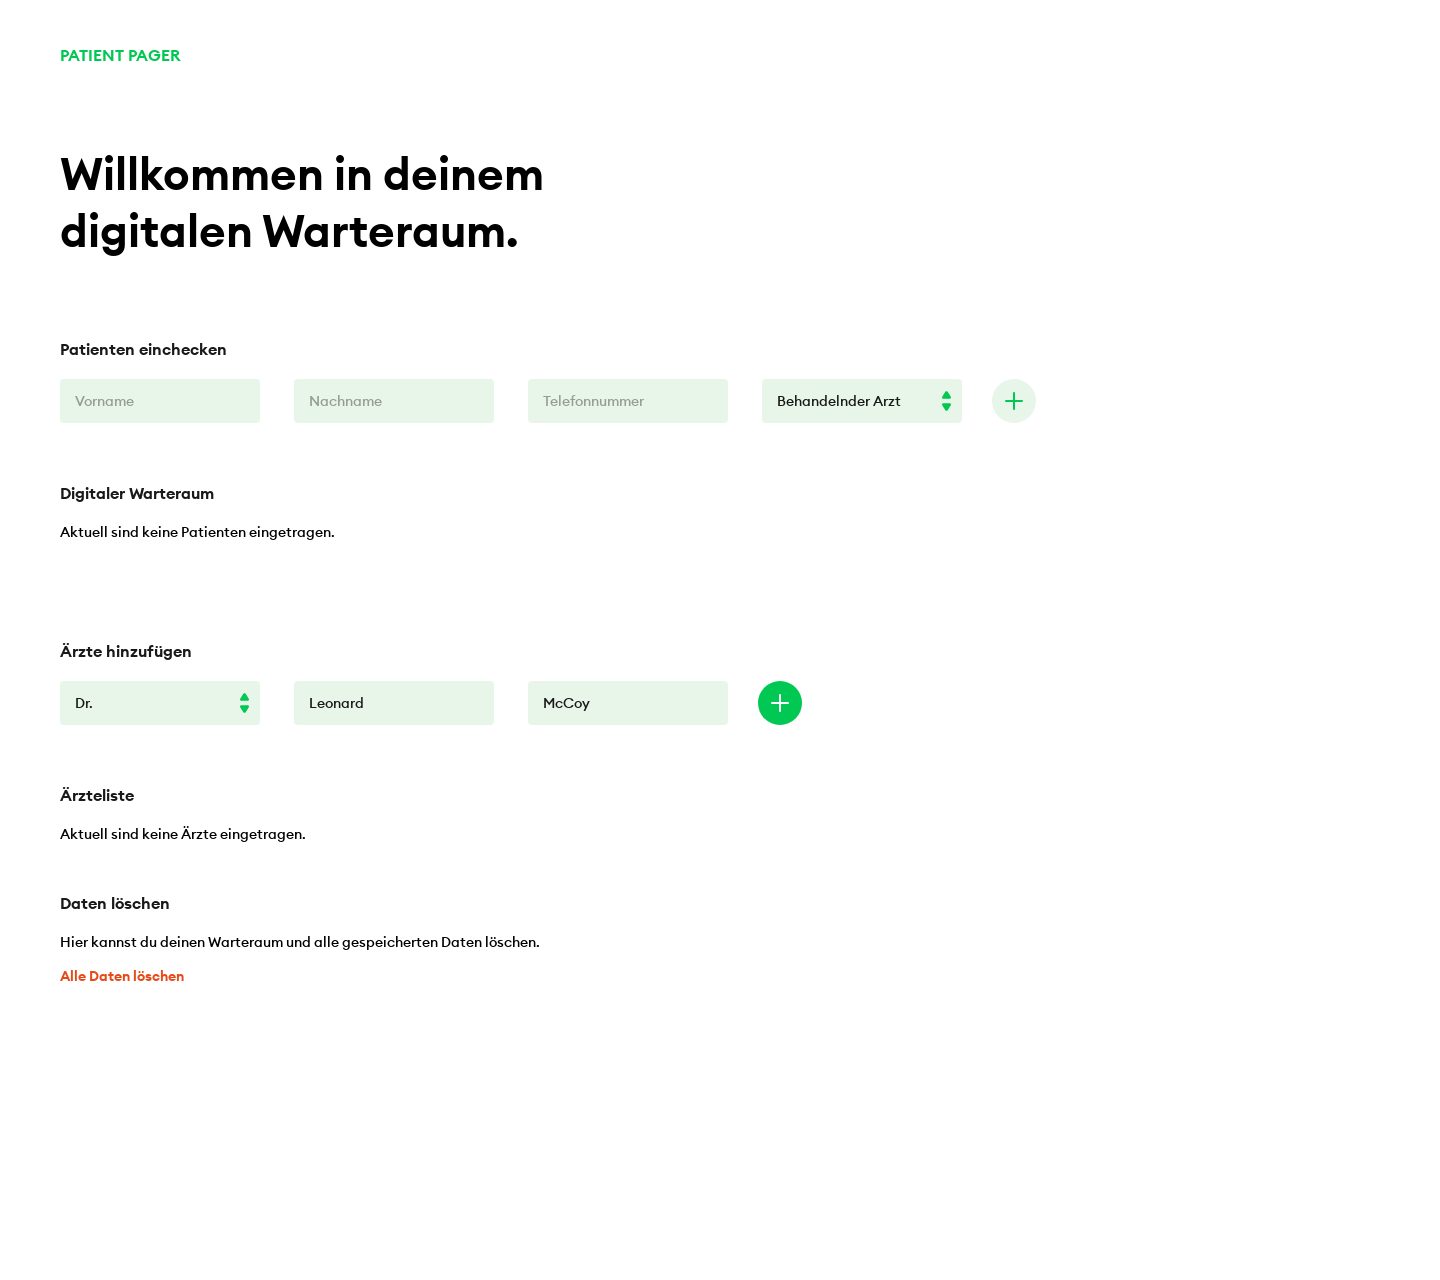 PATIENT PAGER
Willkommen in deinem
digitalen Warteraum.
Patienten einchecken
Vorname Nachname Telefonnummer Behandelnder Arzt
Digitaler Warteraum
Aktuell sind keine Patienten eingetragen.
Ärzte hinzufügen
Dr. Leonard McCoy
Ärzteliste
Aktuell sind keine Ärzte eingetragen.
Daten löschen
Hier kannst du deinen Warteraum und alle gespeicherten Daten löschen.
Alle Daten löschen